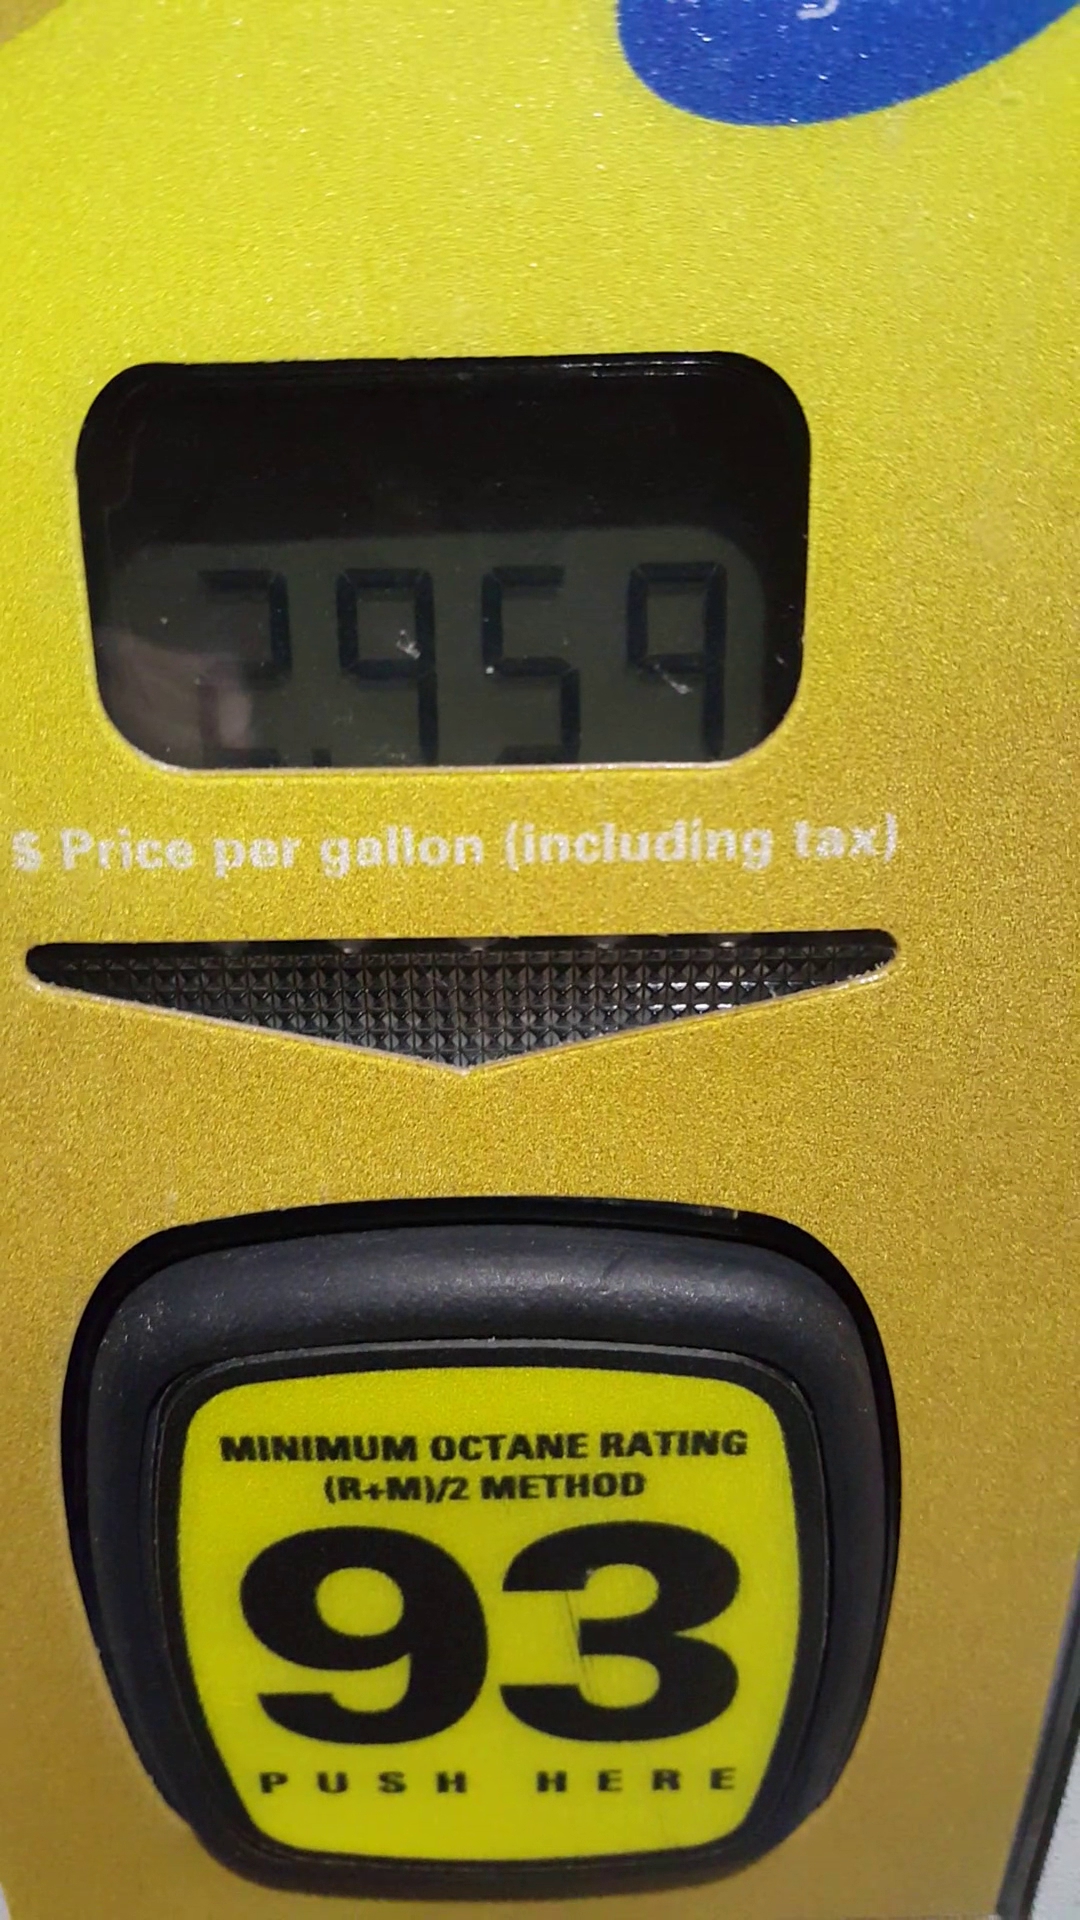 2.959
$ Price per gallon (including tax)
MINIMUM OCTANE RATING
(R+M)/2 METHOD
93
PUSH HERE